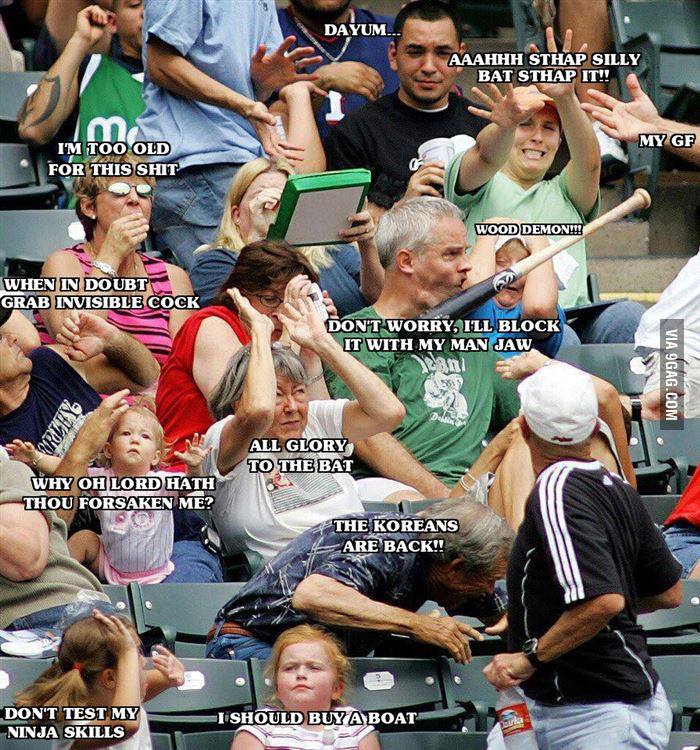 DAYUM...
AAAHHH STHAP SILLY
BAT STHAP IT!!
MY GF
I'M TOO OLD
FOR THIS SHIT
WOOD DEMON!!!
WHEN IN DOUBT
GRAB INVISIBLE COCK
DON'T WORRY, I'LL BLOCK
IT WITH MY MAN JAW
VIA 9GAG.COM
ALL GLORY
TO THE BAT
WHY OH LORD HATH
THOU FORSAKEN ME?
THE KOREANS
ARE BACK!!
DON'T TEST MY
NINJA SKILLS
I SHOULD BUY A BOAT